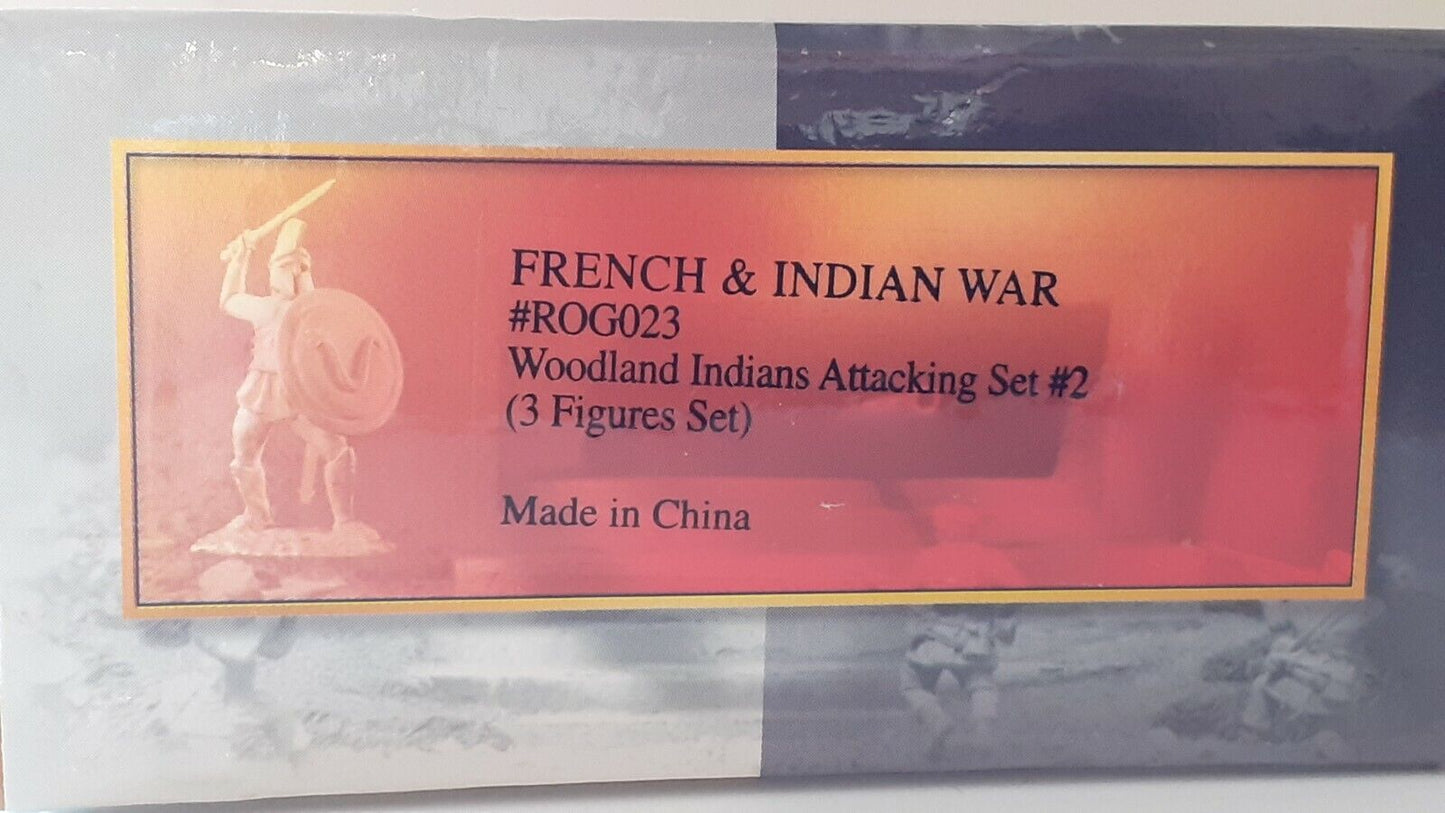 FRENCH & INDIAN WAR
#ROG023
Woodland Indians Attacking Set #2
(3 Figures Set)
Made in China